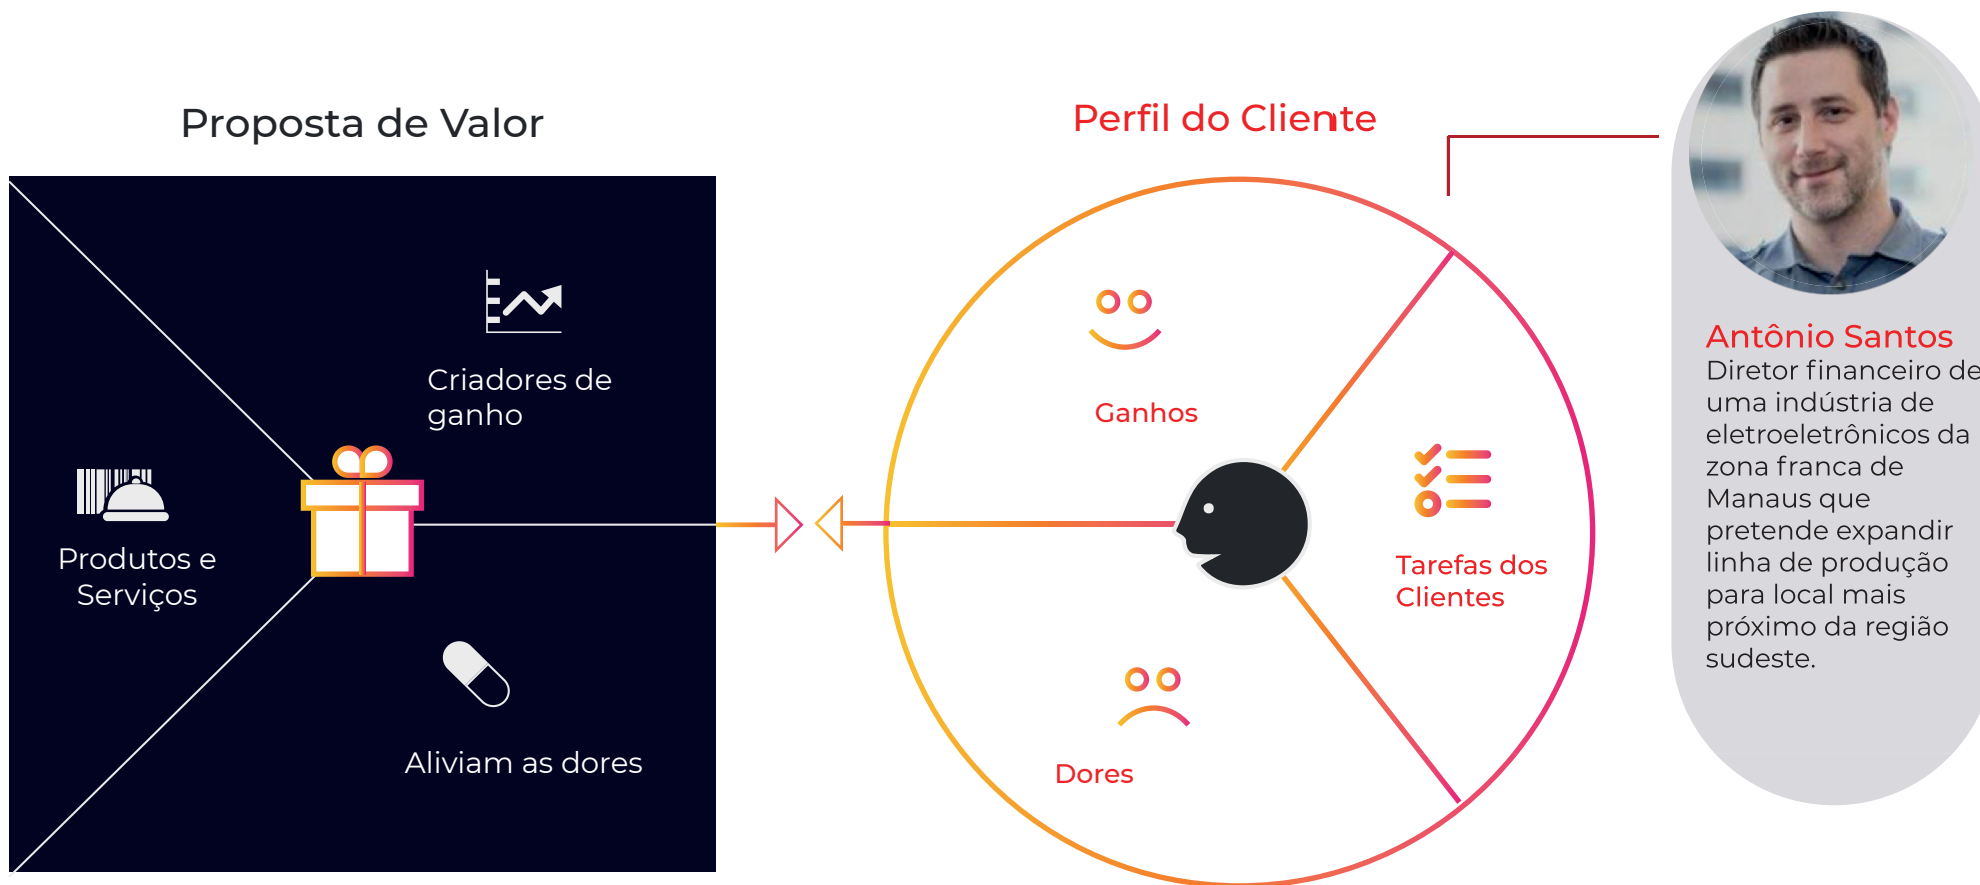 Proposta de Valor
Criadores de
ganho
Produtos e
Serviços
Aliviam as dores
Perfil do Cliente
Ganhos
Tarefas dos
Clientes
Dores
Antônio Santos
Diretor financeiro de
uma indústria de
eletroeletrônicos da
zona franca de
Manaus que
pretende expandir
linha de produção
para local mais
próximo da região
sudeste.